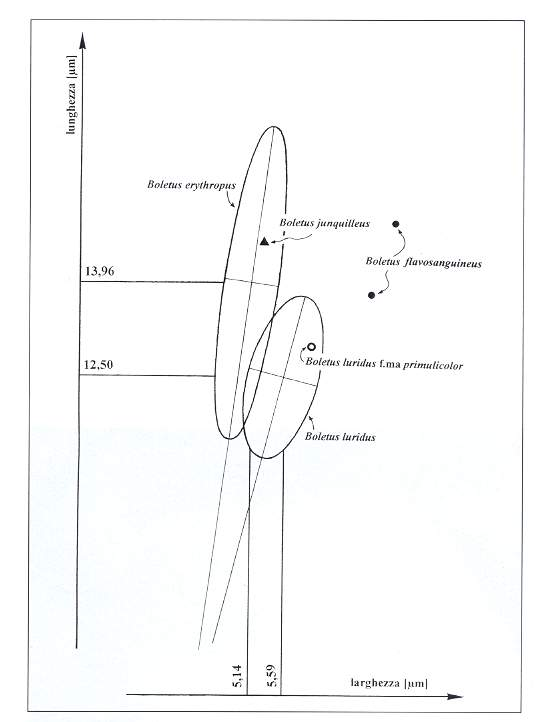 lunghezza [µm]
Boletus erythropus
Boletus junquilleus
Boletus flavosanguineus
13,96
12,50
Boletus luridus f.ma primulicolor
Boletus luridus
5,14
5,59
larghezza [µm]